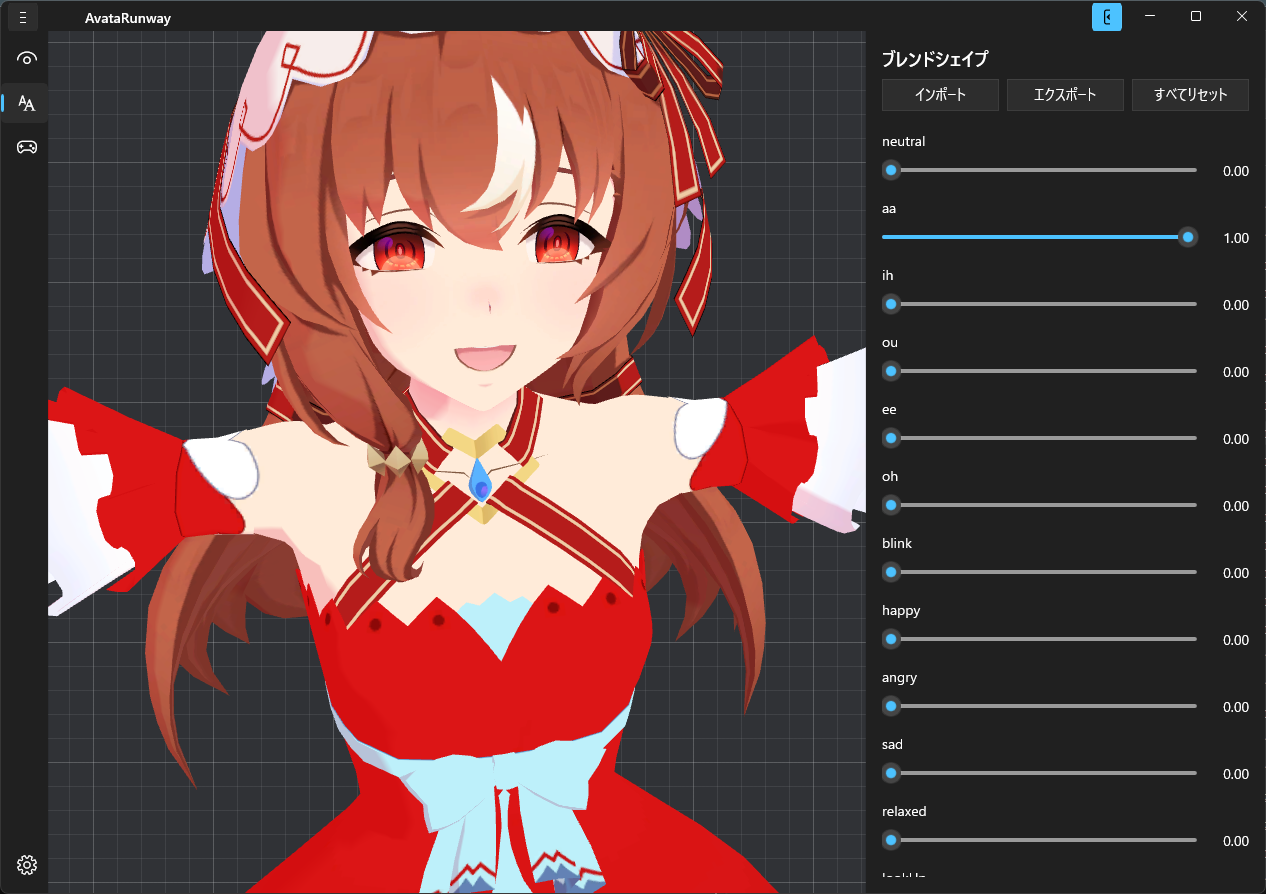 AvataRunway
ブレンドシェイプ
インポート
エクスポート
すべてリセット
neutral
0.00
aa
1.00
ih
0.00
ou
0.00
ee
0.00
oh
0.00
blink
0.00
happy
0.00
angry
0.00
sad
0.00
relaxed
0.00